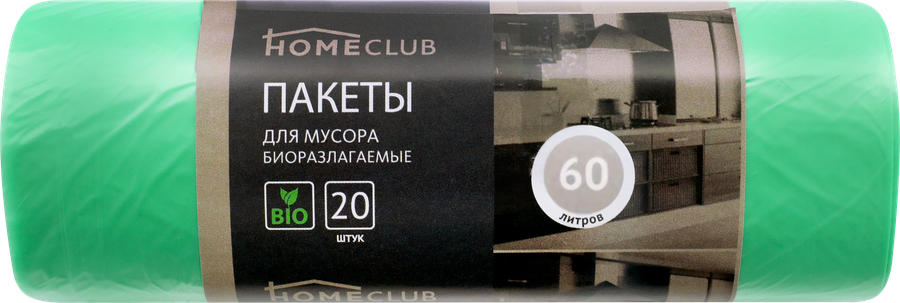 HOMECLUB
ПАКЕТЫ
ДЛЯ МУСОРА
БИОРАЗЛАГАЕМЫЕ
BIO
20
ШТУК
60
литров
HOMECLUB